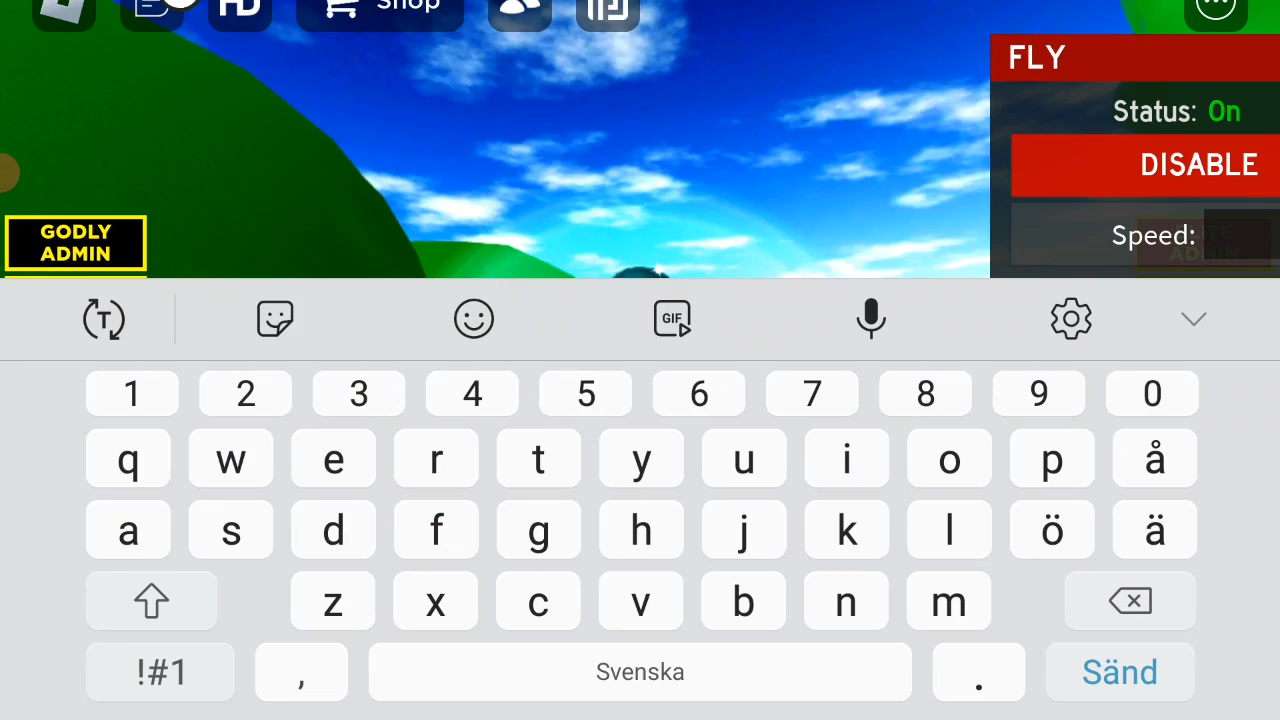 HD
Shop
FLY
Status: On
DISABLE
Speed:
GODLY
ADMIN
T
GIF
1 2 3 4 5 6 7 8 9 0
q w e r t y u i o p å
a s d f g h j k l ö ä
z x c v b n m
!#1 , Svenska . Sänd